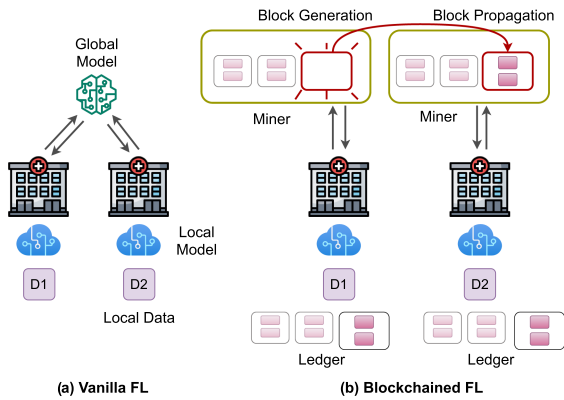 Global
Model
Local
Model
D1
D2
Local Data
(a) Vanilla FL
Block Generation
Block Propagation
Miner
Miner
D1
D2
Ledger
Ledger
(b) Blockchained FL